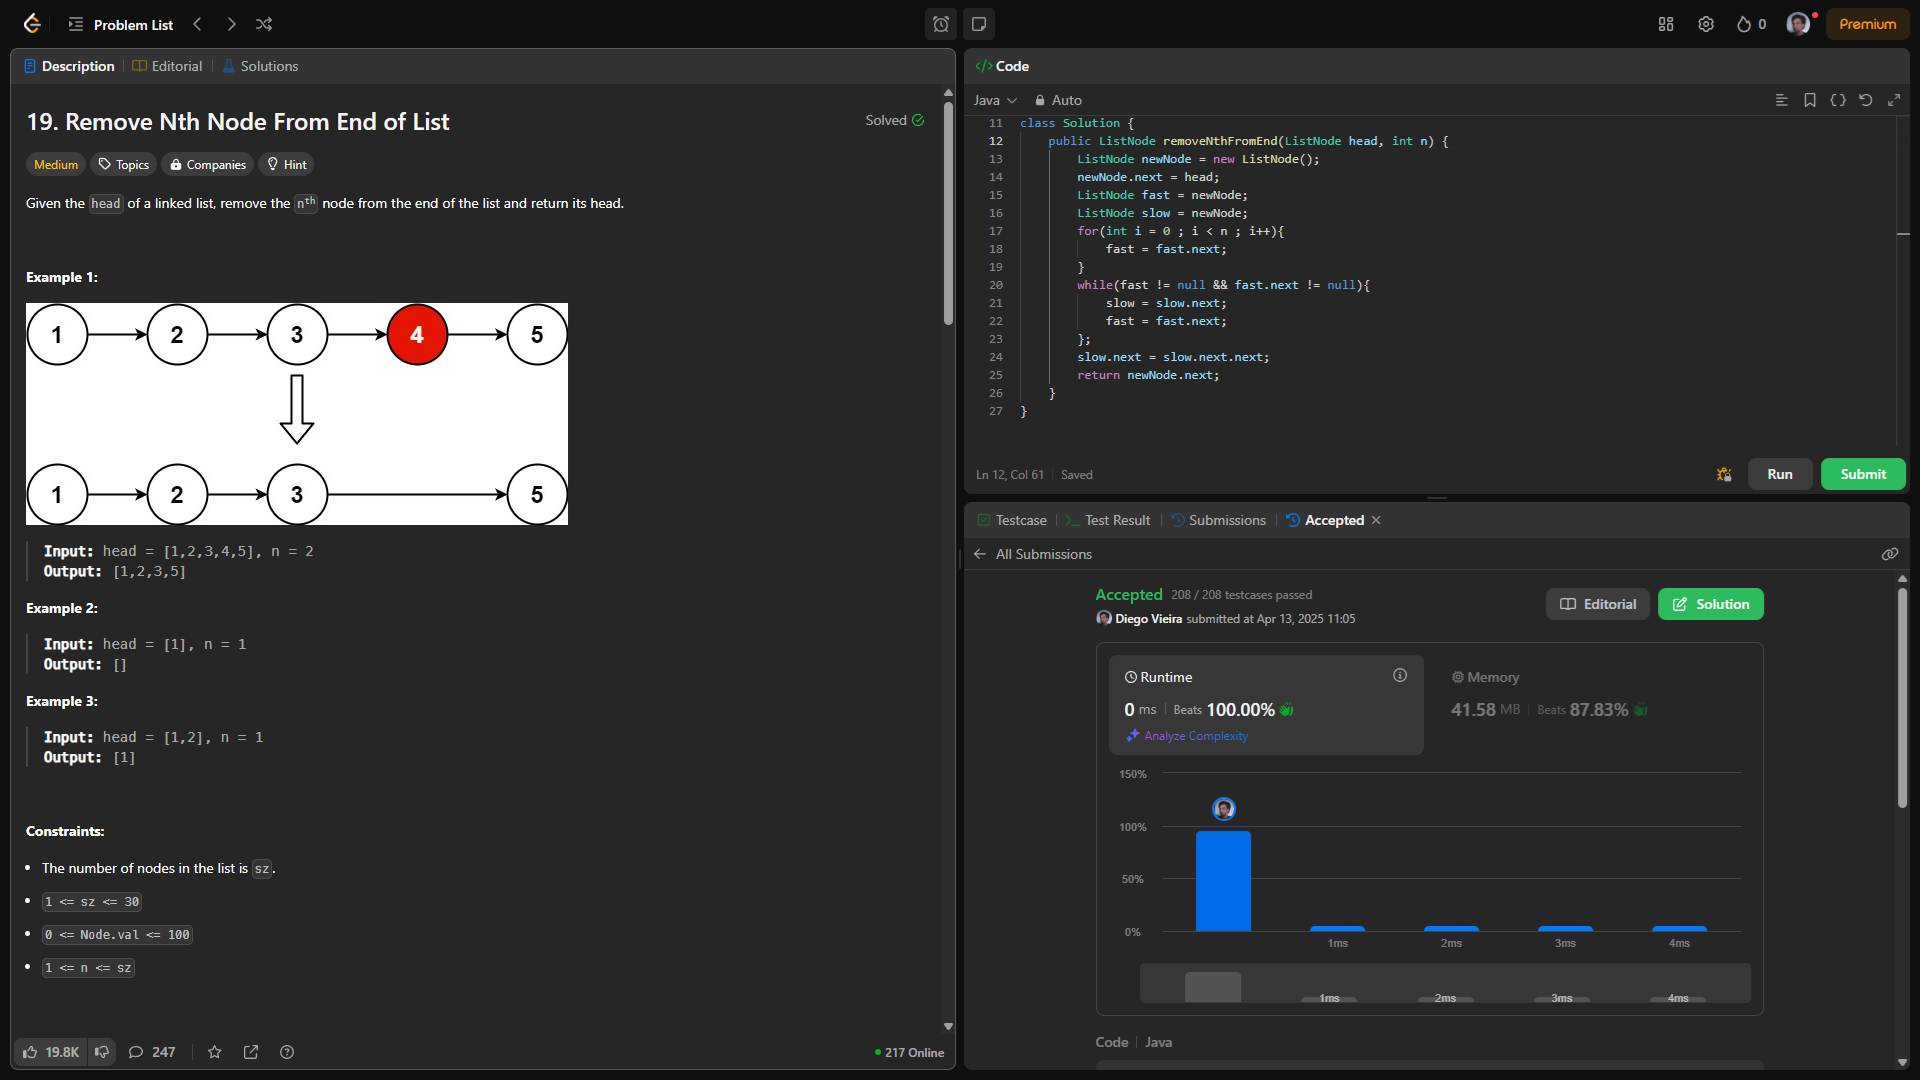 Problem List
0
Premium
Description
Editorial
Solutions
19. Remove Nth Node From End of List
Solved
Medium
Topics
Companies
Hint
Given the head of a linked list, remove the nth node from the end of the list and return its head.
Example 1:
1 2 3 4 5
1 2 3 5
Input: head = [1,2,3,4,5], n = 2
Output: [1,2,3,5]
Example 2:
Input: head = [1], n = 1
Output: []
Example 3:
Input: head = [1,2], n = 1
Output: [1]
Constraints:
The number of nodes in the list is sz.
1 <= sz <= 30
0 <= Node.val <= 100
1 <= n <= sz
19.8K
247
217 Online
</> Code
Java
Auto
11 class Solution {
12 public ListNode removeNthFromEnd(ListNode head, int n) {
13 ListNode newNode = new ListNode();
14 newNode.next = head;
15 ListNode fast = newNode;
16 ListNode slow = newNode;
17 for(int i = 0 ; i < n ; i++){
18 fast = fast.next;
19 }
20 while(fast != null && fast.next != null){
21 slow = slow.next;
22 fast = fast.next;
23 };
24 slow.next = slow.next.next;
25 return newNode.next;
26 }
27 }
Ln 12, Col 61
Saved
Run
Submit
Testcase
Test Result
Submissions
Accepted
All Submissions
Accepted 208 / 208 testcases passed
Diego Vieira submitted at Apr 13, 2025 11:05
Editorial
Solution
Runtime
0 ms Beats 100.00%
Analyze Complexity
Memory
41.58 MB Beats 87.83%
150%
100%
50%
0%
1ms 2ms 3ms 4ms
1ms 2ms 3ms 4ms
Code
Java